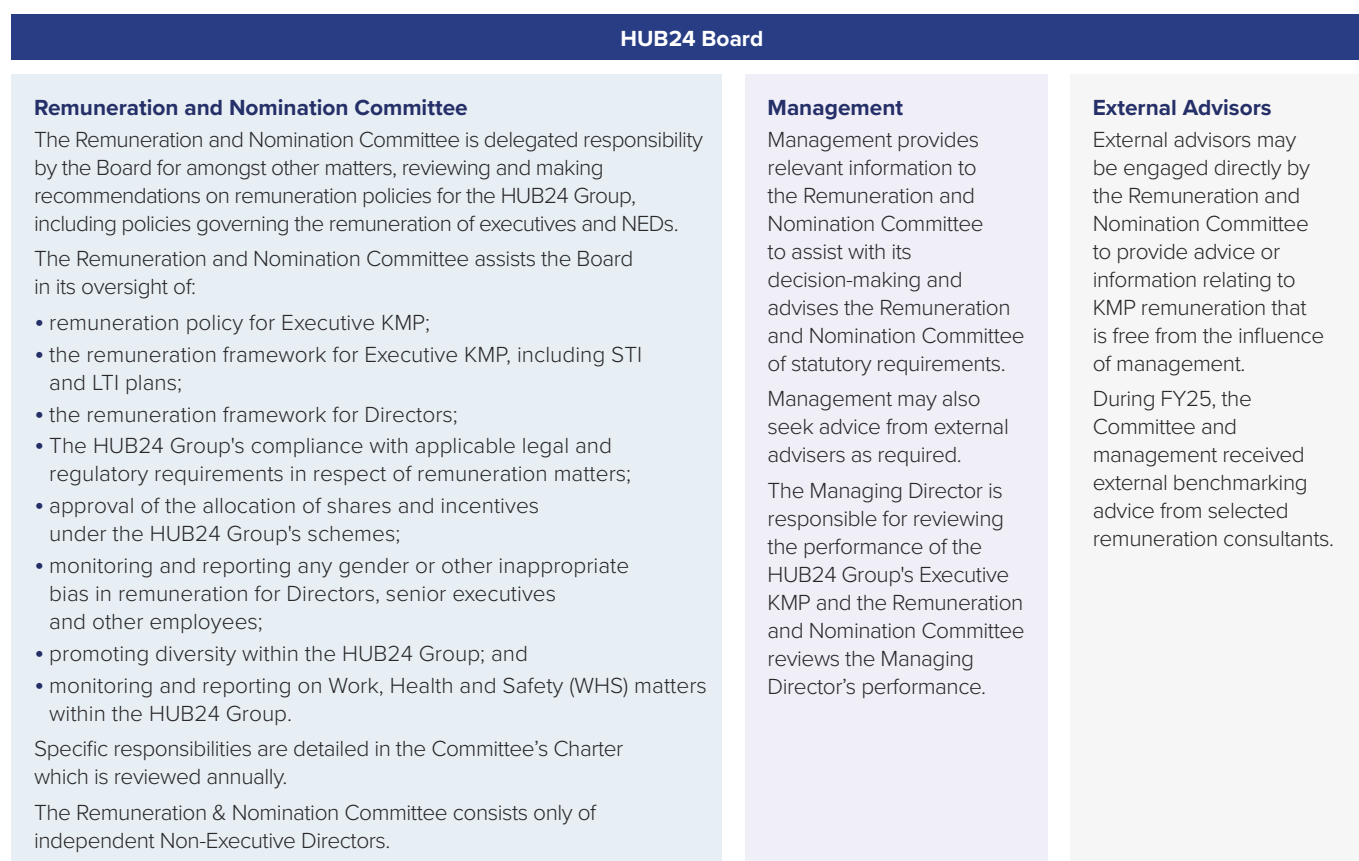 HUB24 Board
Remuneration and Nomination Committee
The Remuneration and Nomination Committee is delegated responsibility
by the Board for amongst other matters, reviewing and making
recommendations on remuneration policies for the HUB24 Group,
including policies governing the remuneration of executives and NEDs.
The Remuneration and Nomination Committee assists the Board
in its oversight of:
• remuneration policy for Executive KMP;
• the remuneration framework for Executive KMP, including STI
and LTI plans;
• the remuneration framework for Directors;
• The HUB24 Group's compliance with applicable legal and
regulatory requirements in respect of remuneration matters;
• approval of the allocation of shares and incentives
under the HUB24 Group's schemes;
• monitoring and reporting any gender or other inappropriate
bias in remuneration for Directors, senior executives
and other employees;
• promoting diversity within the HUB24 Group; and
• monitoring and reporting on Work, Health and Safety (WHS) matters
within the HUB24 Group.
Specific responsibilities are detailed in the Committee’s Charter
which is reviewed annually.
The Remuneration & Nomination Committee consists only of
independent Non-Executive Directors.
Management
Management provides
relevant information to
the Remuneration and
Nomination Committee
to assist with its
decision-making and
advises the Remuneration
and Nomination Committee
of statutory requirements.
Management may also
seek advice from external
advisers as required.
The Managing Director is
responsible for reviewing
the performance of the
HUB24 Group's Executive
KMP and the Remuneration
and Nomination Committee
reviews the Managing
Director’s performance.
External Advisors
External advisors may
be engaged directly by
the Remuneration and
Nomination Committee
to provide advice or
information relating to
KMP remuneration that
is free from the influence
of management.
During FY25, the
Committee and
management received
external benchmarking
advice from selected
remuneration consultants.